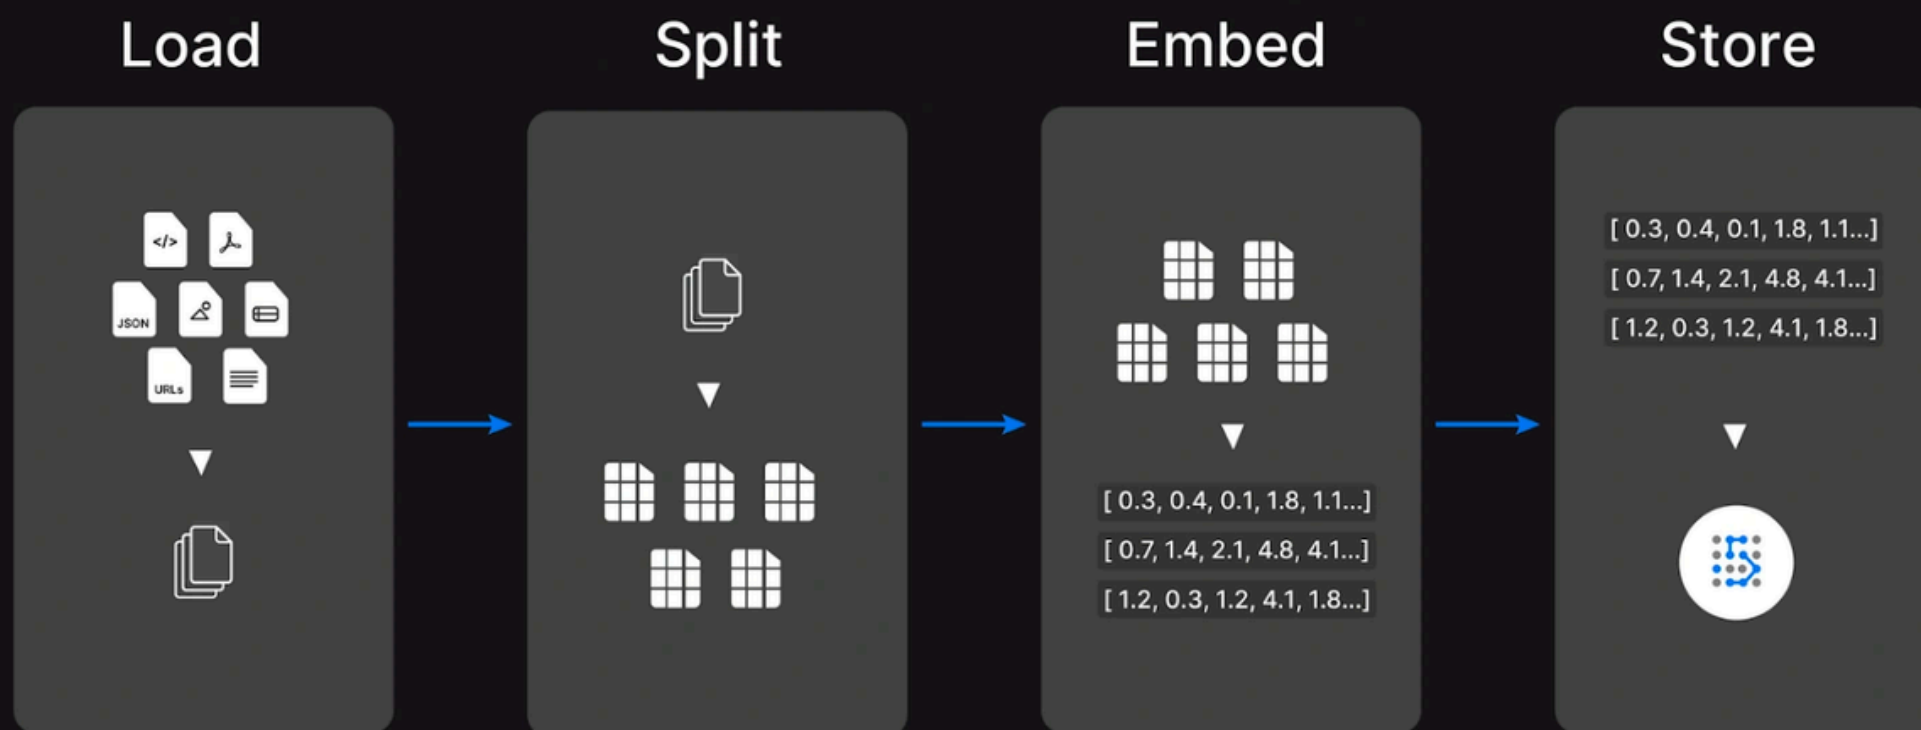 Load
Split
Embed
Store
</>
JSON
URLs
[ 0.3, 0.4, 0.1, 1.8, 1.1...]
[ 0.7, 1.4, 2.1, 4.8, 4.1...]
[ 1.2, 0.3, 1.2, 4.1, 1.8...]
[ 0.3, 0.4, 0.1, 1.8, 1.1...]
[ 0.7, 1.4, 2.1, 4.8, 4.1...]
[ 1.2, 0.3, 1.2, 4.1, 1.8...]